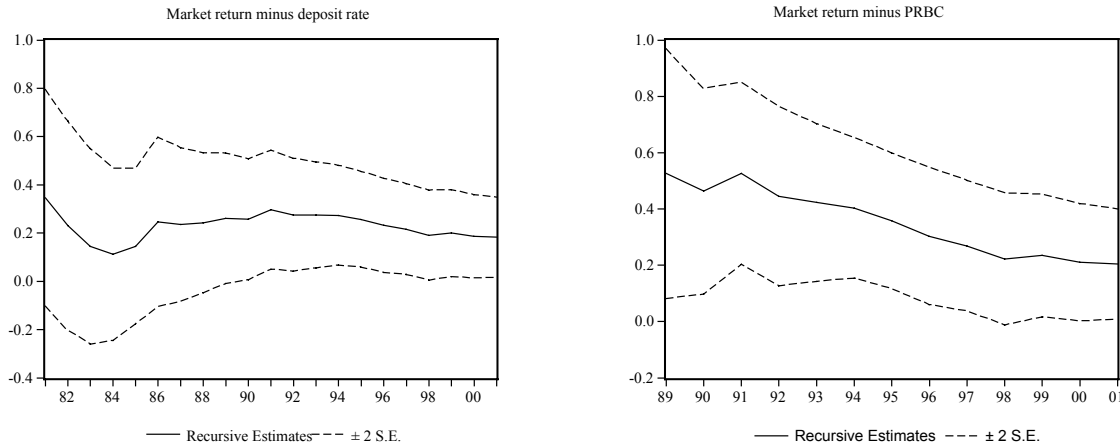 Market return minus deposit rate
1.0
0.8
0.6
0.4
0.2
0.0
-0.2
-0.4
82 84 86 88 90 92 94 96 98 00
Recursive Estimates ± 2 S.E.
Market return minus PRBC
1.0
0.8
0.6
0.4
0.2
0.0
-0.2
89 90 91 92 93 94 95 96 97 98 99 00 01
Recursive Estimates ± 2 S.E.